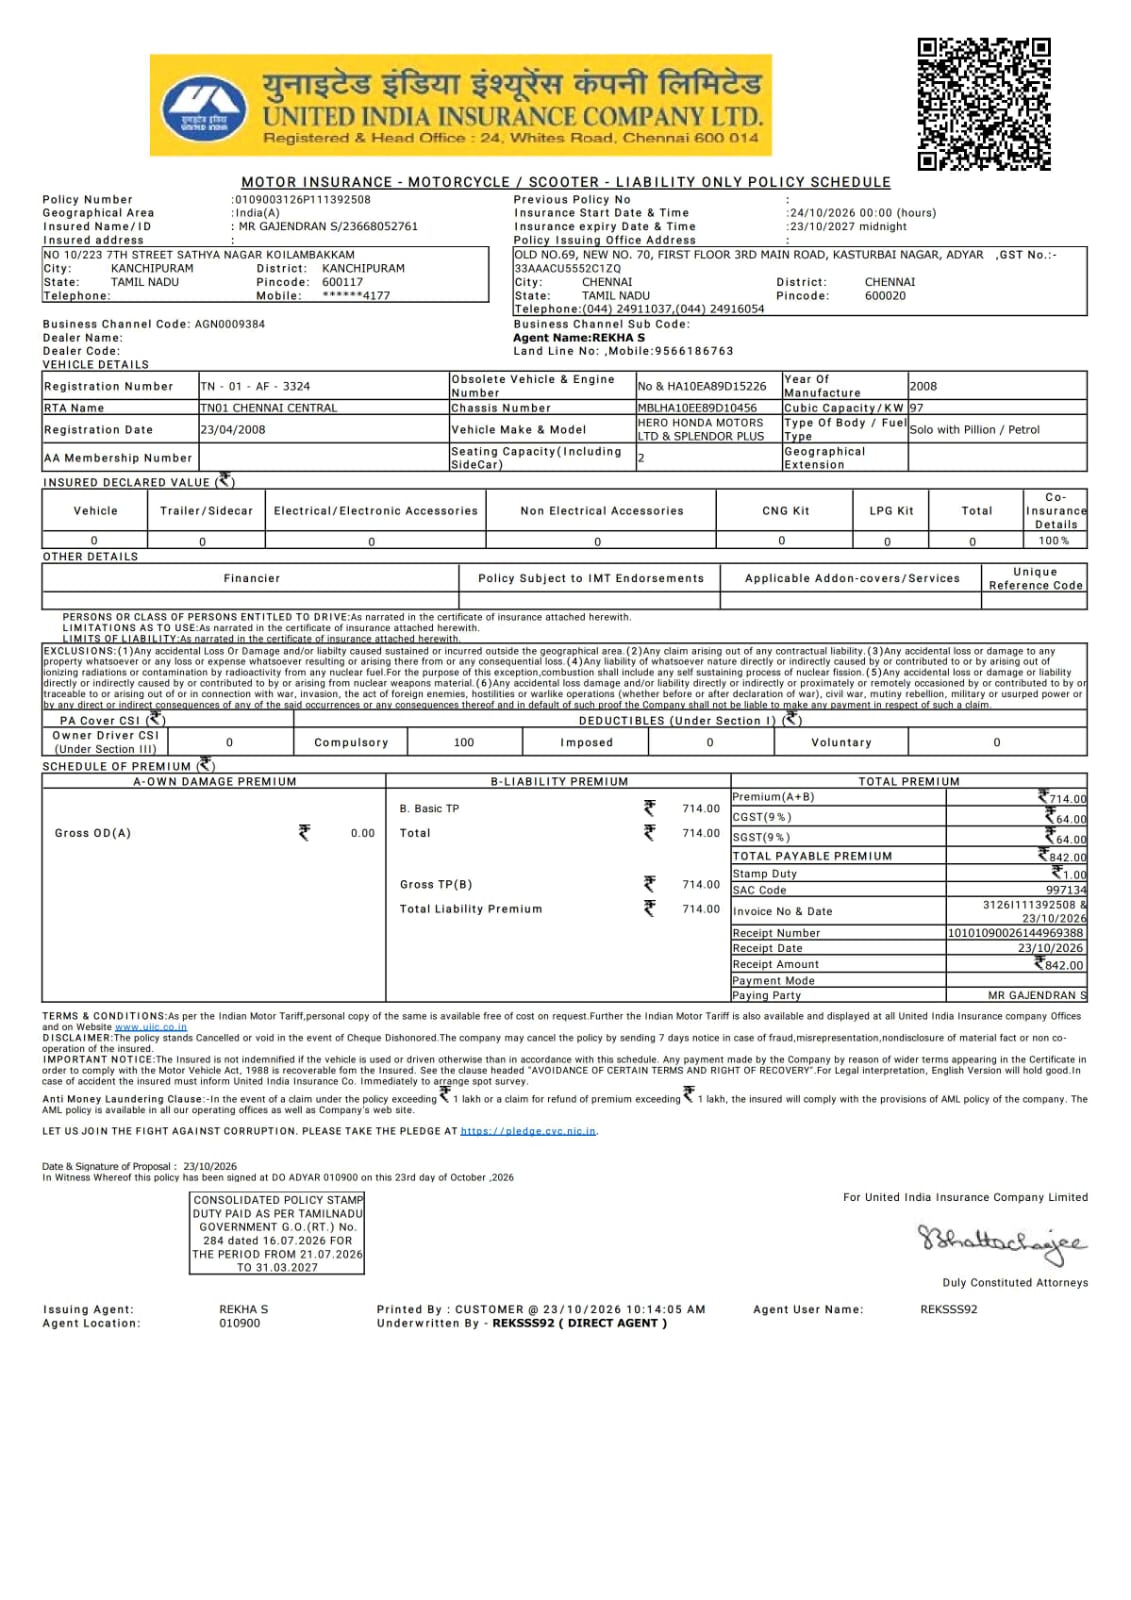 युनाइटेड इंडिया इंश्यूरेंस कंपनी लिमिटेड
युनाइटेड इंडिया
UNITED INDIA
UNITED INDIA INSURANCE COMPANY LTD.
Registered & Head Office : 24, Whites Road, Chennai 600 014
MOTOR INSURANCE - MOTORCYCLE / SCOOTER - LIABILITY ONLY POLICY SCHEDULE
Policy Number :0109003126P111392508 Previous Policy No :
Geographical Area :India(A) Insurance Start Date & Time :24/10/2026 00:00 (hours)
Insured Name/ID : MR GAJENDRAN S/23668052761 Insurance expiry Date & Time :23/10/2027 midnight
Insured address : Policy Issuing Office Address :
NO 10/223 7TH STREET SATHYA NAGAR KOILAMBAKKAM
City: KANCHIPURAM District: KANCHIPURAM
State: TAMIL NADU Pincode: 600117
Telephone: Mobile: ******4177
OLD NO.69, NEW NO. 70, FIRST FLOOR 3RD MAIN ROAD, KASTURBAI NAGAR, ADYAR ,GST No.:-
33AAACU5552C1ZQ
City: CHENNAI District: CHENNAI
State: TAMIL NADU Pincode: 600020
Telephone:(044) 24911037,(044) 24916054
Business Channel Code: AGN0009384 Business Channel Sub Code:
Dealer Name: Agent Name:REKHA S
Dealer Code: Land Line No: ,Mobile:9566186763
VEHICLE DETAILS
Registration Number TN - 01 - AF - 3324 Obsolete Vehicle & Engine Number No & HA10EA89D15226 Year Of Manufacture 2008
RTA Name TN01 CHENNAI CENTRAL Chassis Number MBLHA10EE89D10456 Cubic Capacity/KW 97
Registration Date 23/04/2008 Vehicle Make & Model HERO HONDA MOTORS LTD & SPLENDOR PLUS Type Of Body / Fuel Type Solo with Pillion / Petrol
AA Membership Number Seating Capacity(Including SideCar) 2 Geographical Extension
INSURED DECLARED VALUE (₹)
Vehicle Trailer/Sidecar Electrical/Electronic Accessories Non Electrical Accessories CNG Kit LPG Kit Total Co-Insurance Details
0 0 0 0 0 0 0 100%
OTHER DETAILS
Financier Policy Subject to IMT Endorsements Applicable Addon-covers/Services Unique Reference Code
PERSONS OR CLASS OF PERSONS ENTITLED TO DRIVE:As narrated in the certificate of insurance attached herewith.
LIMITATIONS AS TO USE:As narrated in the certificate of insurance attached herewith.
LIMITS OF LIABILITY:As narrated in the certificate of insurance attached herewith.
EXCLUSIONS:(1)Any accidental Loss Or Damage and/or liabilty caused sustained or incurred outside the geographical area.(2)Any claim arising out of any contractual liability.(3)Any accidental loss or damage to any
property whatsoever or any loss or expense whatsoever resulting or arising there from or any consequential loss.(4)Any liability of whatsoever nature directly or indirectly caused by or contributed to or by arising out of
ionizing radiations or contamination by radioactivity from any nuclear fuel.For the purpose of this exception,combustion shall include any self sustaining process of nuclear fission.(5)Any accidental loss or damage or liability
directly or indirectly caused by or contributed to by or arising from nuclear weapons material.(6)Any accidental loss damage and/or liability directly or indirectly or proximately or remotely occasioned by or contributed to by or
traceable to or arising out of or in connection with war, invasion, the act of foreign enemies, hostilities or warlike operations (whether before or after declaration of war), civil war, mutiny rebellion, military or usurped power or
by any direct or indirect consequences of any of the said occurrences or any consequences thereof and in default of such proof the Company shall not be liable to make any payment in respect of such a claim.
PA Cover CSI (₹) DEDUCTIBLES (Under Section I) (₹)
Owner Driver CSI (Under Section III) 0 Compulsory 100 Imposed 0 Voluntary 0
SCHEDULE OF PREMIUM (₹)
A-OWN DAMAGE PREMIUM B-LIABILITY PREMIUM TOTAL PREMIUM
Gross OD(A) ₹ 0.00
B. Basic TP ₹ 714.00
Total ₹ 714.00
Gross TP(B) ₹ 714.00
Total Liability Premium ₹ 714.00
Premium(A+B) ₹714.00
CGST(9%) ₹64.00
SGST(9%) ₹64.00
TOTAL PAYABLE PREMIUM ₹842.00
Stamp Duty ₹1.00
SAC Code 997134
Invoice No & Date 3126I111392508 & 23/10/2026
Receipt Number 10101090026144969388
Receipt Date 23/10/2026
Receipt Amount ₹842.00
Payment Mode
Paying Party MR GAJENDRAN S
TERMS & CONDITIONS:As per the Indian Motor Tariff,personal copy of the same is available free of cost on request.Further the Indian Motor Tariff is also available and displayed at all United India Insurance company Offices
and on Website www.uiic.co.in
DISCLAIMER:The policy stands Cancelled or void in the event of Cheque Dishonored.The company may cancel the policy by sending 7 days notice in case of fraud,misrepresentation,nondisclosure of material fact or non co-
operation of the insured.
IMPORTANT NOTICE:The Insured is not indemnified if the vehicle is used or driven otherwise than in accordance with this schedule. Any payment made by the Company by reason of wider terms appearing in the Certificate in
order to comply with the Motor Vehicle Act, 1988 is recoverable fom the Insured. See the clause headed "AVOIDANCE OF CERTAIN TERMS AND RIGHT OF RECOVERY".For Legal interpretation, English Version will hold good.In
case of accident the insured must inform United India Insurance Co. Immediately to arrange spot survey.
Anti Money Laundering Clause:-In the event of a claim under the policy exceeding ₹ 1 lakh or a claim for refund of premium exceeding ₹ 1 lakh, the insured will comply with the provisions of AML policy of the company. The
AML policy is available in all our operating offices as well as Company's web site.
LET US JOIN THE FIGHT AGAINST CORRUPTION. PLEASE TAKE THE PLEDGE AT https://pledge.cvc.nic.in.
Date & Signature of Proposal : 23/10/2026
In Witness Whereof this policy has been signed at DO ADYAR 010900 on this 23rd day of October ,2026
CONSOLIDATED POLICY STAMP
DUTY PAID AS PER TAMILNADU
GOVERNMENT G.O.(RT.) No.
284 dated 16.07.2026 FOR
THE PERIOD FROM 21.07.2026
TO 31.03.2027
For United India Insurance Company Limited
SBhattacharjee
Duly Constituted Attorneys
Issuing Agent: REKHA S Printed By : CUSTOMER @ 23/10/2026 10:14:05 AM Agent User Name: REKSSS92
Agent Location: 010900 Underwritten By - REKSSS92 ( DIRECT AGENT )